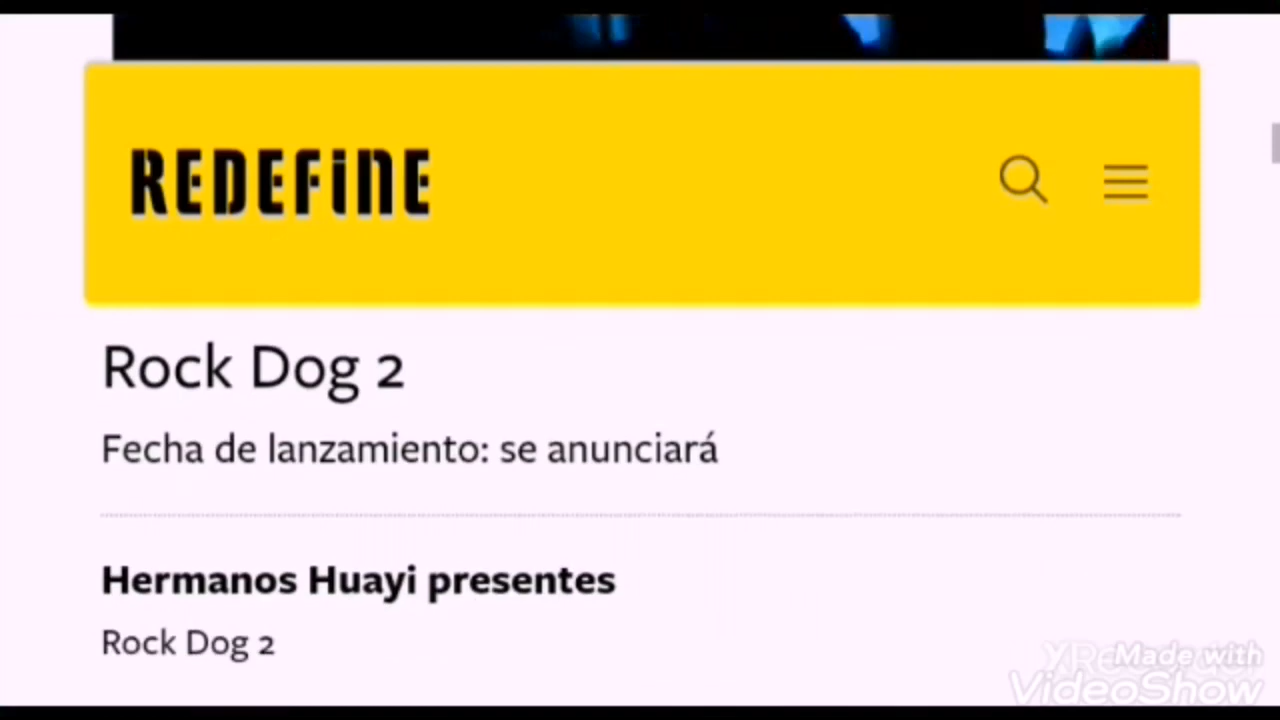 REDEFiNE
Rock Dog 2
Fecha de lanzamiento: se anunciará
Hermanos Huayi presentes
Rock Dog 2
Made with
VideoShow